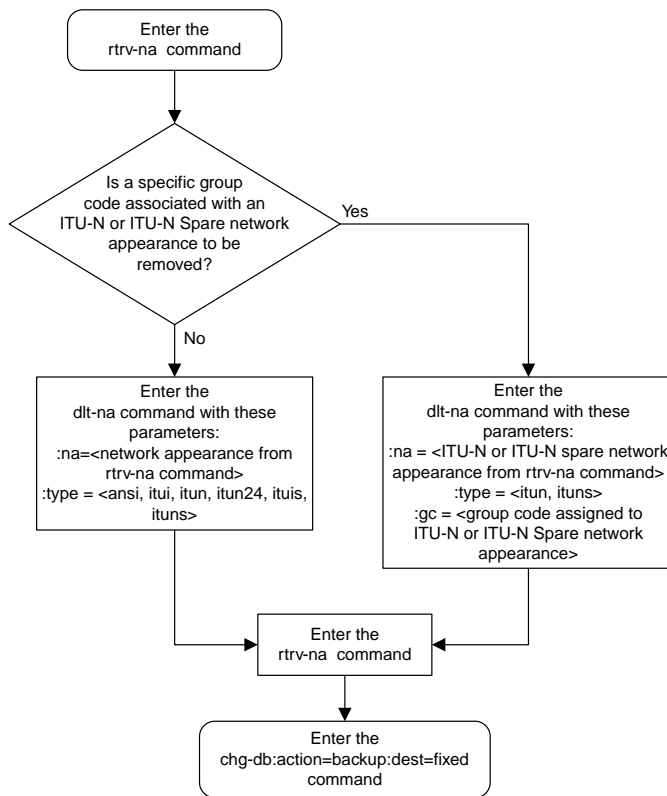 Enter the
rtrv-na command
Is a specific group
code associated with an
ITU-N or ITU-N Spare network
appearance to be
removed?
Yes
No
Enter the
dlt-na command with these
parameters:
:na=<network appearance from
rtrv-na command>
:type = <ansi, itui, itun, itun24, ituis,
ituns>
Enter the
dlt-na command with these
parameters:
:na = <ITU-N or ITU-N spare network
appearance from rtrv-na command>
:type = <itun, ituns>
:gc = <group code assigned to
ITU-N or ITU-N Spare network
appearance>
Enter the
rtrv-na command
Enter the
chg-db:action=backup:dest=fixed
command